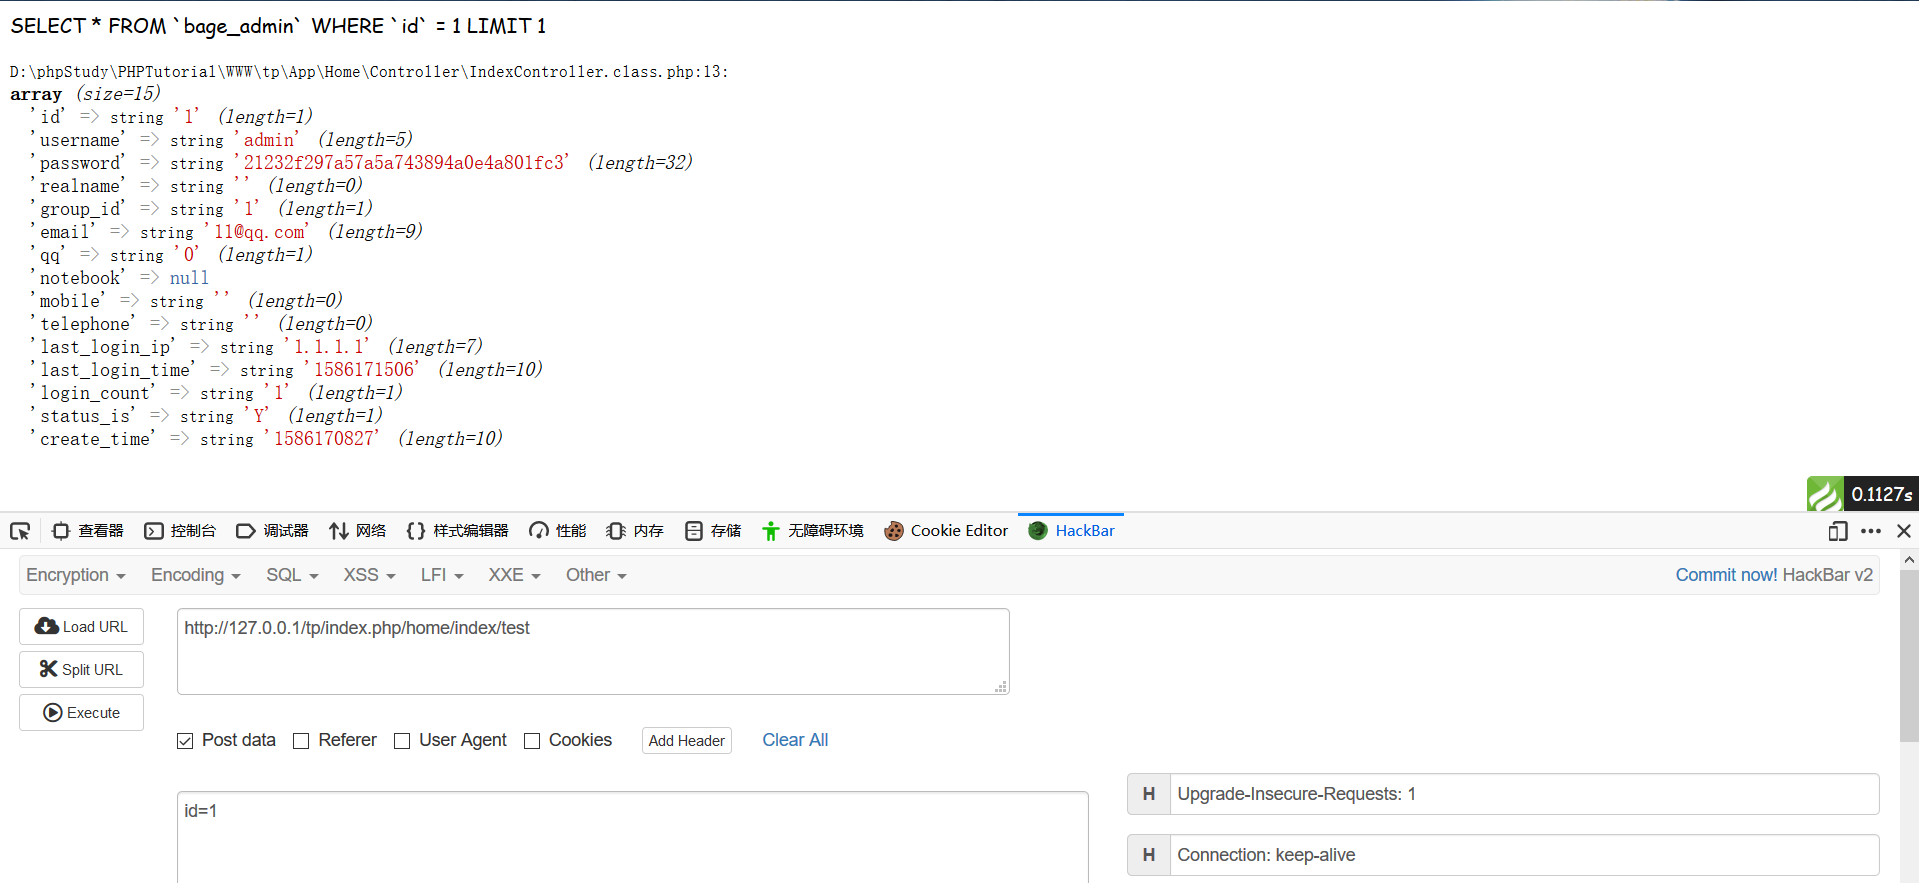 SELECT * FROM `bage_admin` WHERE `id` = 1 LIMIT 1
D:\phpStudy\PHPTutorial\WWW\tp\App\Home\Controller\IndexController.class.php:13:
array (size=15)
'id' => string '1' (length=1)
'username' => string 'admin' (length=5)
'password' => string '21232f297a57a5a743894a0e4a801fc3' (length=32)
'realname' => string '' (length=0)
'group_id' => string '1' (length=1)
'email' => string '11@qq.com' (length=9)
'qq' => string '0' (length=1)
'notebook' => null
'mobile' => string '' (length=0)
'telephone' => string '' (length=0)
'last_login_ip' => string '1.1.1.1' (length=7)
'last_login_time' => string '1586171506' (length=10)
'login_count' => string '1' (length=1)
'status_is' => string 'Y' (length=1)
'create_time' => string '1586170827' (length=10)
0.1127s
查看器 控制台 调试器 网络 样式编辑器 性能 内存 存储 无障碍环境 Cookie Editor HackBar
Encryption Encoding SQL XSS LFI XXE Other Commit now! HackBar v2
Load URL http://127.0.0.1/tp/index.php/home/index/test
Split URL
Execute
Post data Referer User Agent Cookies Add Header Clear All
H Upgrade-Insecure-Requests: 1
id=1
H Connection: keep-alive